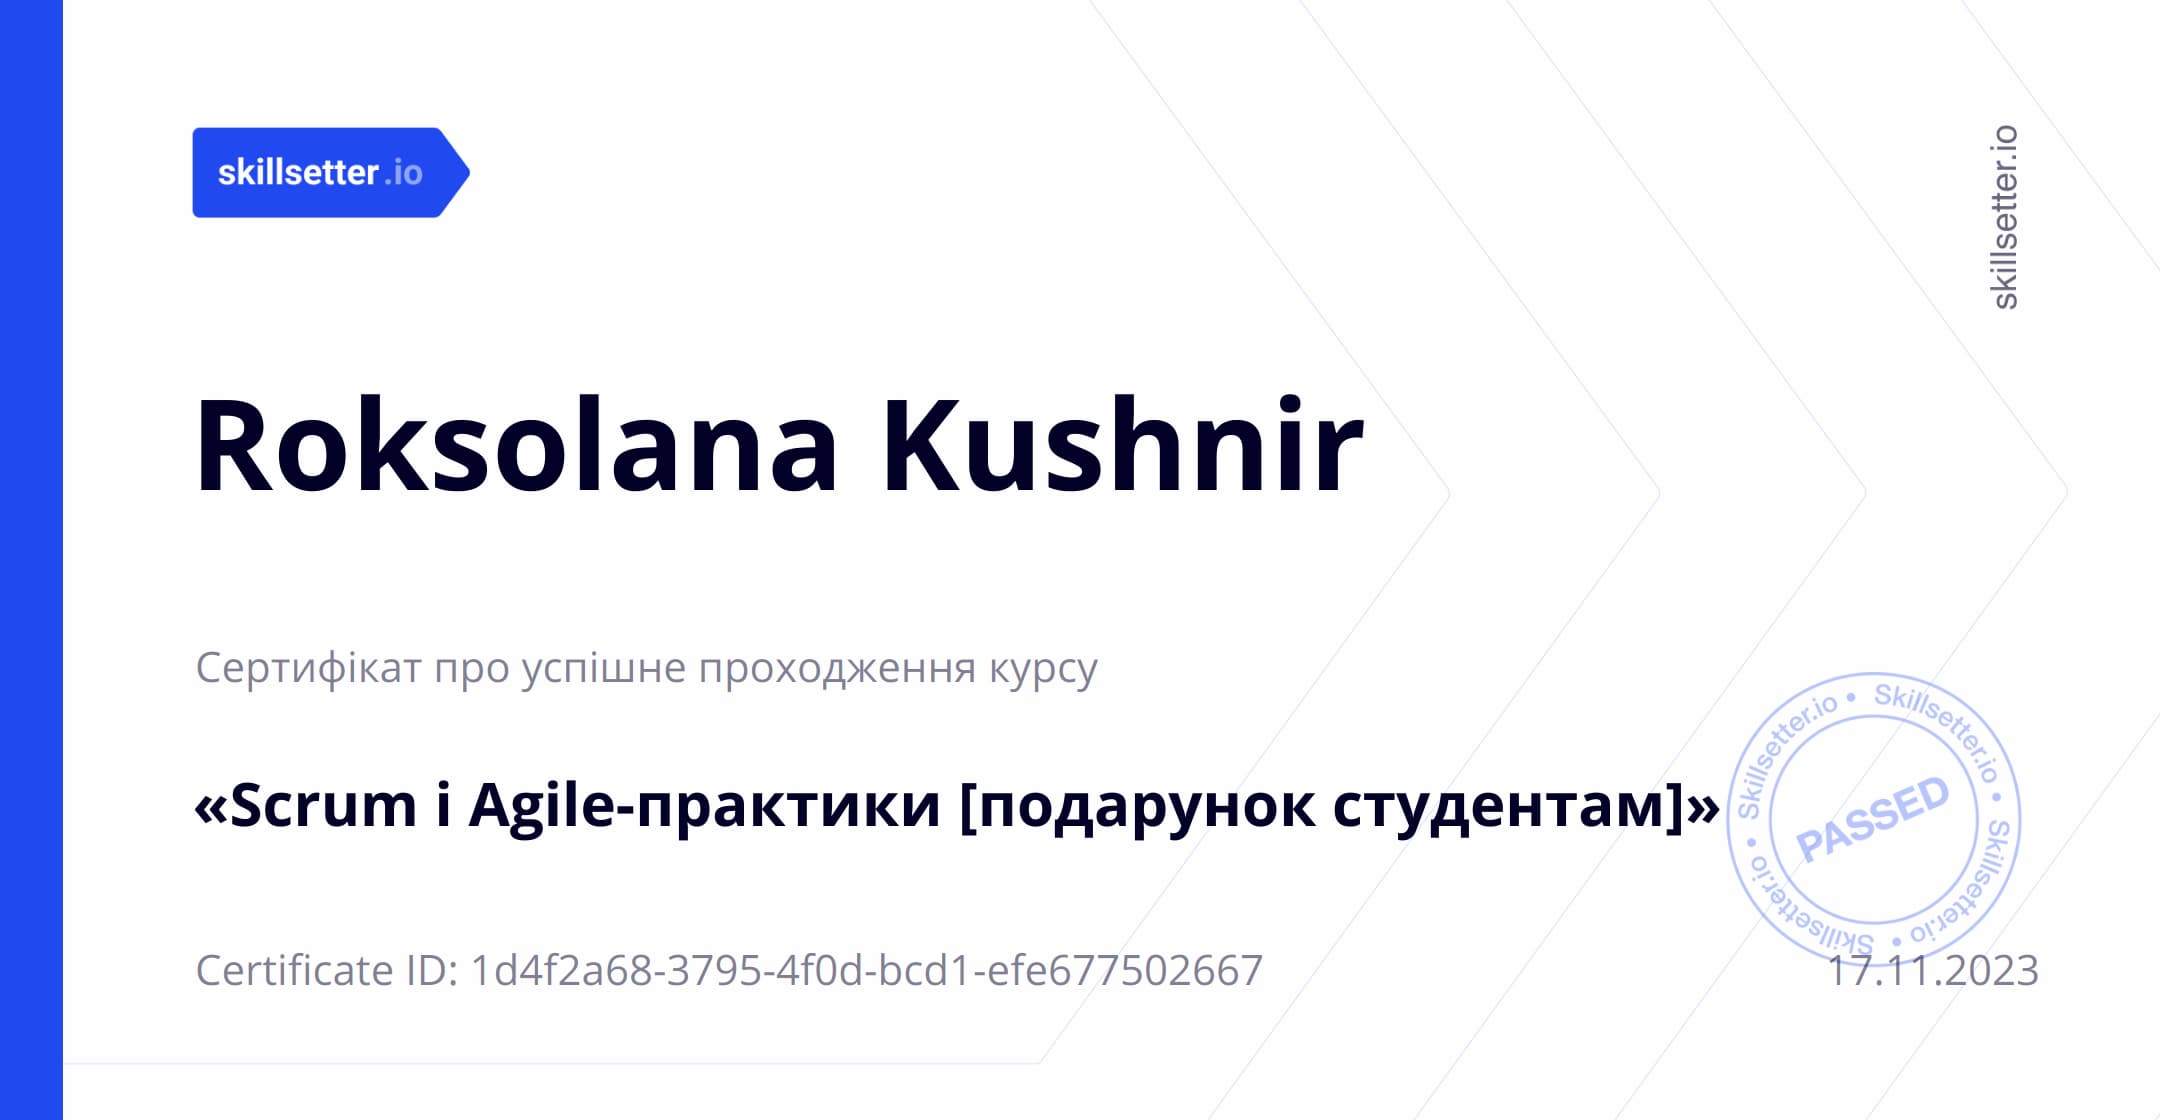 skillsetter.io
skillsetter.io
Roksolana Kushnir
Сертифікат про успішне проходження курсу
«Scrum і Agile-практики [подарунок студентам]»
Skillsetter.io • Skillsetter.io • Skillsetter.io • Skillsetter.io •
PASSED
Certificate ID: 1d4f2a68-3795-4f0d-bcd1-efe677502667
17.11.2023